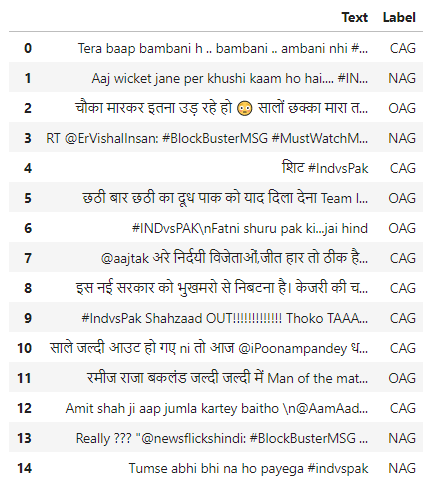 Text Label
0 Tera baap bambani h .. bambani .. ambani nhi #... CAG
1 Aaj wicket jane per khushi kaam ho hai.... #IN... NAG
2 चौका मारकर इतना उड़ रहे हो 😳 सालों छक्का मारा त... OAG
3 RT @ErVishalInsan: #BlockBusterMSG #MustWatchM... NAG
4 शिट #IndvsPak CAG
5 छठी बार छठी का दूध पाक को याद दिला देना Team I... OAG
6 #INDvsPAK\nFatni shuru pak ki...jai hind OAG
7 @aajtak अरे निर्दयी विजेताओं,जीत हार तो ठीक है... CAG
8 इस नई सरकार को भुखमरो से निबटना है। केजरी की च... OAG
9 #IndvsPak Shahzaad OUT!!!!!!!!!!!!! Thoko TAAA... CAG
10 साले जल्दी आउट हो गए ni तो आज @iPoonampandey ध... CAG
11 रमीज राजा बकलंड जल्दी जल्दी में Man of the mat... OAG
12 Amit shah ji aap jumla kartey baitho \n@AamAad... CAG
13 Really ??? "@newsflickshindi: #BlockBusterMSG ... NAG
14 Tumse abhi bhi na ho payega #indvspak NAG